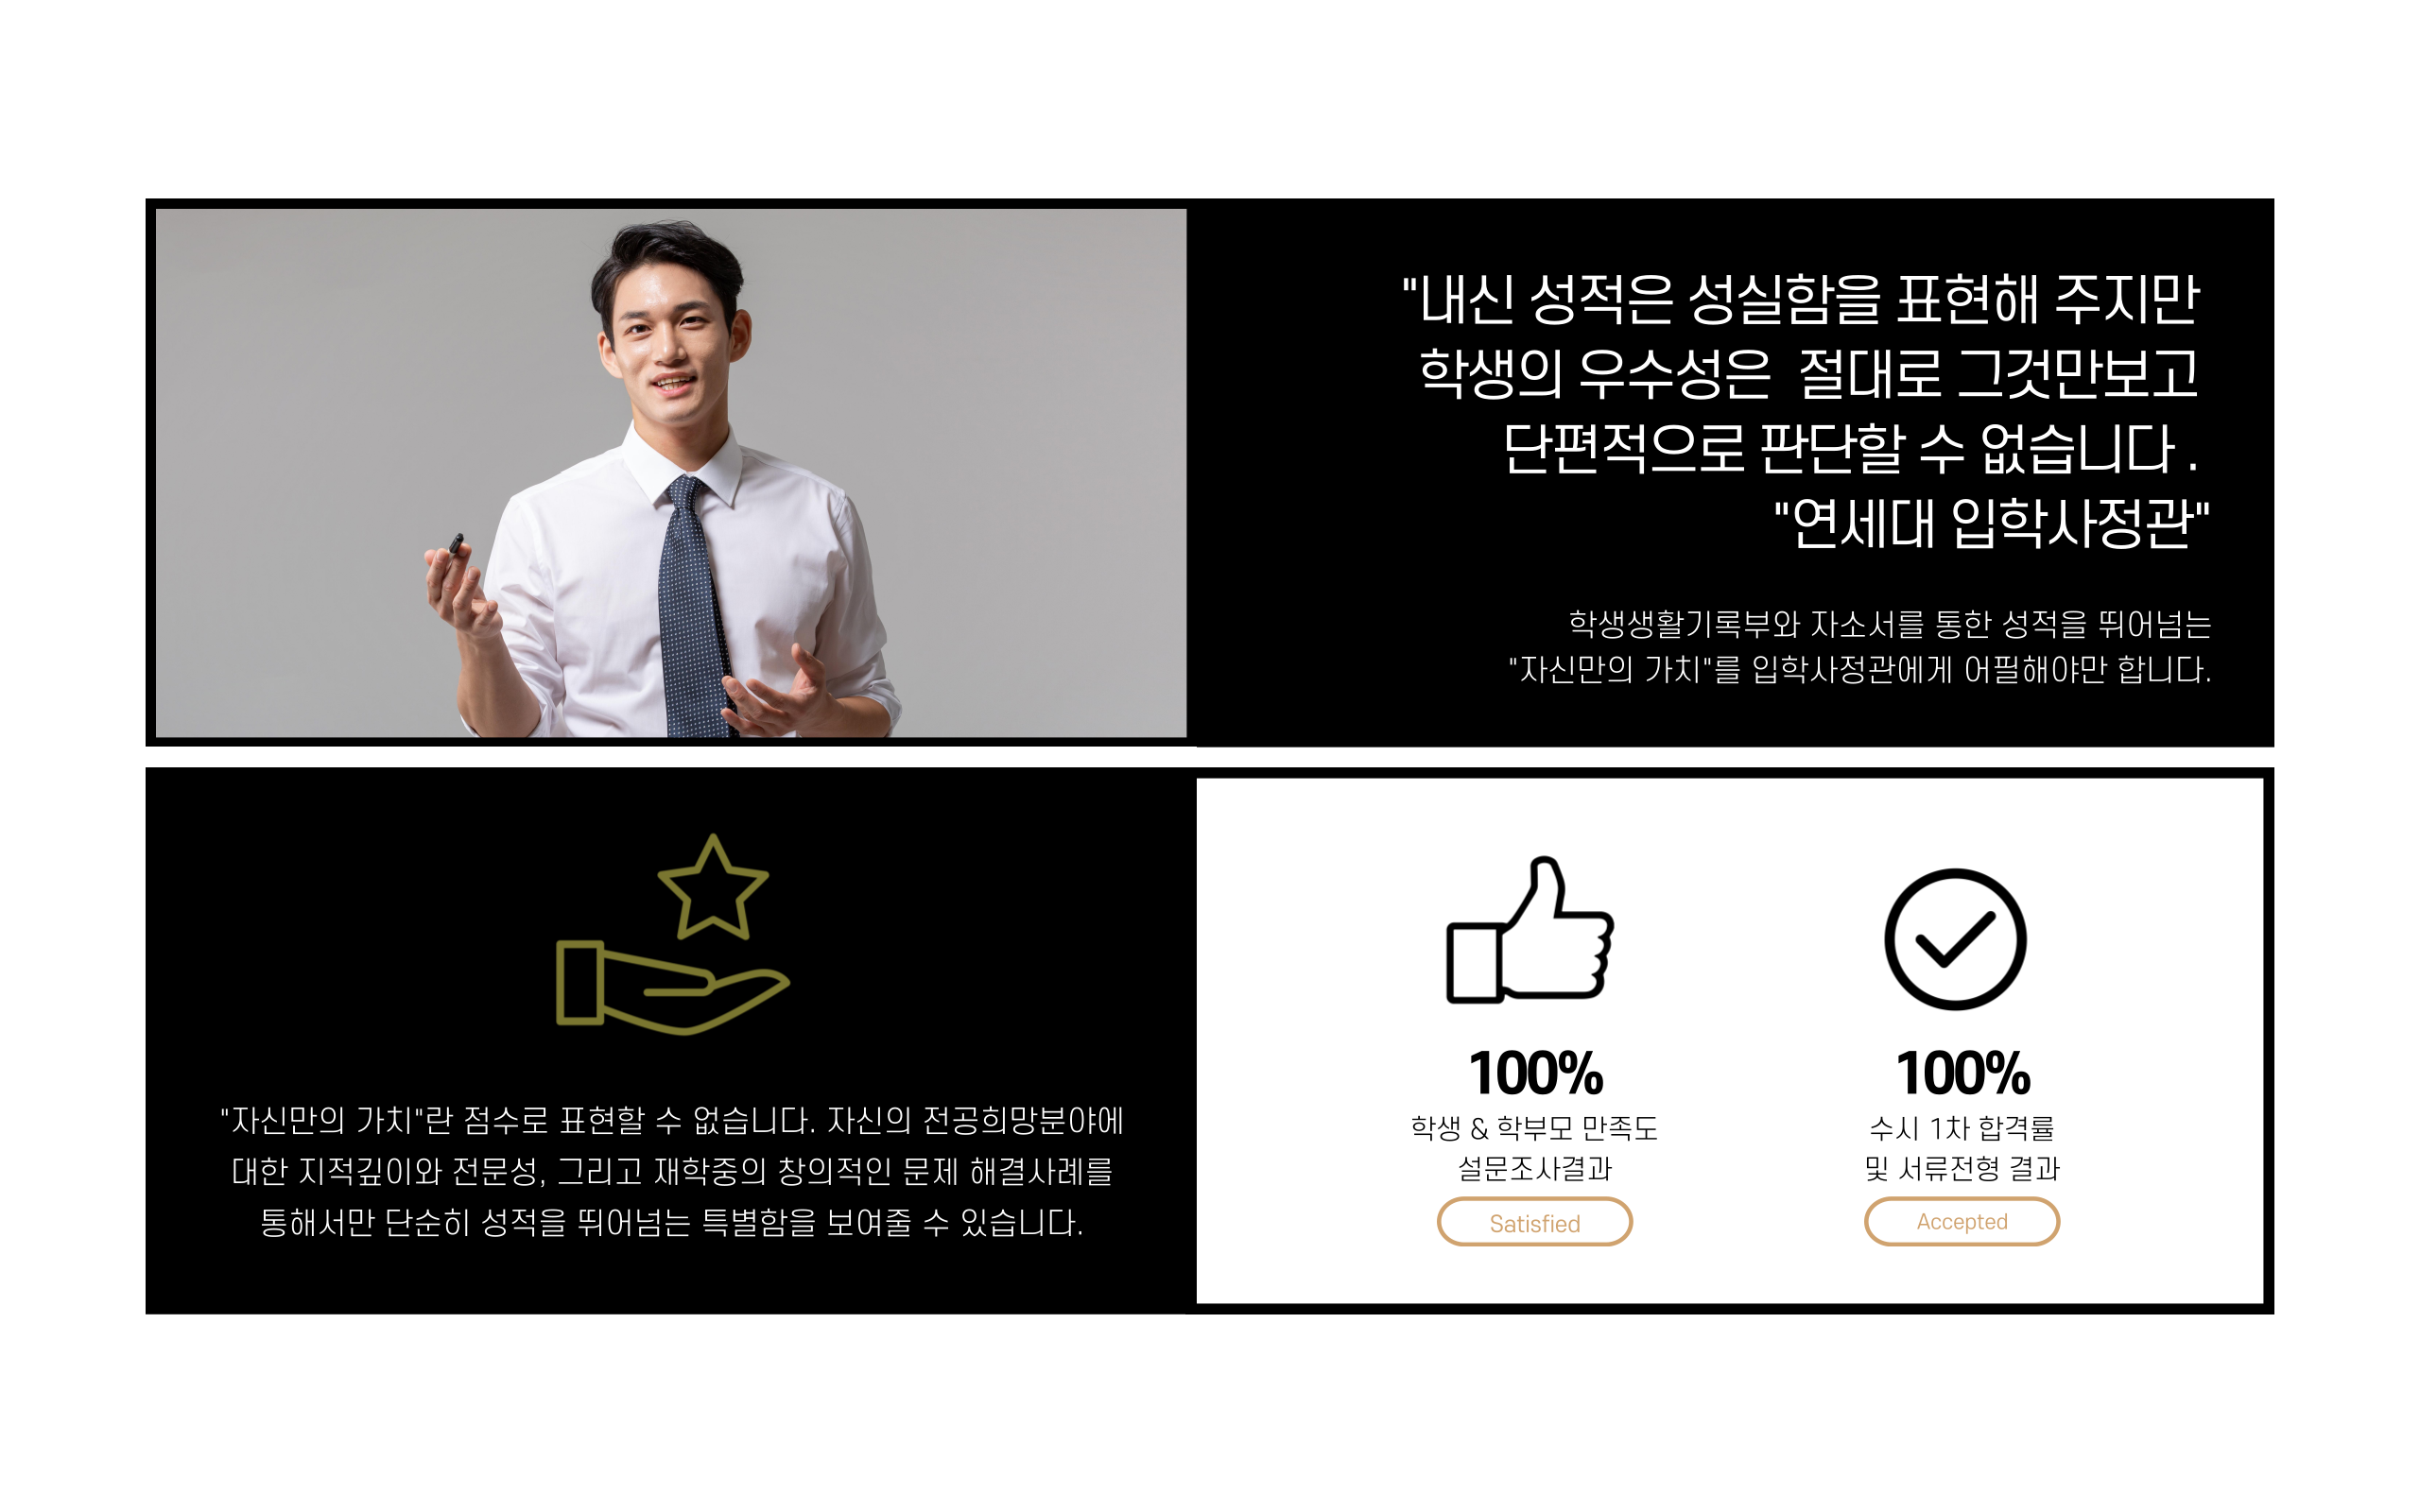 "내신 성적은 성실함을 표현해 주지만
학생의 우수성은 절대로 그것만보고
단편적으로 판단할 수 없습니다 .
"연세대 입학사정관"
학생생활기록부와 자소서를 통한 성적을 뛰어넘는
"자신만의 가치"를 입학사정관에게 어필해야만 합니다.
"자신만의 가치"란 점수로 표현할 수 없습니다. 자신의 전공희망분야에
대한 지적깊이와 전문성, 그리고 재학중의 창의적인 문제 해결사례를
통해서만 단순히 성적을 뛰어넘는 특별함을 보여줄 수 있습니다.
100%
학생 & 학부모 만족도
설문조사결과
Satisfied
100%
수시 1차 합격률
및 서류전형 결과
Accepted